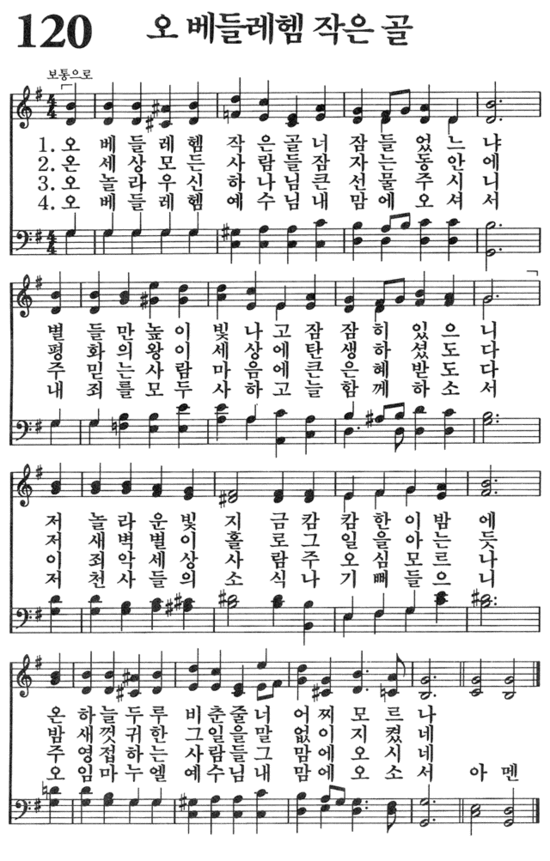 120 오 베들레헴 작은 골
보통으로
1. 오 베 들 레 헴 작 은 골 너 잠 들 었 느 냐
2. 온 세 상 모 든 사 람 들 잠 자 는 동 안 에
3. 오 놀 라 우 신 하 나 님 큰 선 물 주 시 니
4. 오 베 들 레 헴 예 수 님 내 맘 에 오 셔 서
별 들 만 높 이 빛 나 고 잠 잠 히 있 으 니
평 화 의 왕 이 세 상 에 탄 생 하 셨 도 다
주 믿 는 사 람 마 음 에 큰 은 혜 받 도 다
내 죄 를 모 두 사 하 고 늘 함 께 하 소 서
저 놀 라 운 빛 지 금 캄 캄 한 이 밤 에
저 새 벽 별 이 홀 로 그 일 을 아 는 듯
이 죄 악 세 상 사 람 주 오 심 모 르 나
저 천 사 들 의 소 식 나 기 뻐 들 으 니
온 하 늘 두 루 비 춘 줄 너 어 찌 모 르 나
밤 새 껏 귀 한 그 일 을 말 없 이 지 켰 네
주 영 접 하 는 사 람 들 그 맘 에 오 시 네
오 임 마 누 엘 예 수 님 내 맘 에 오 소 서 아 멘